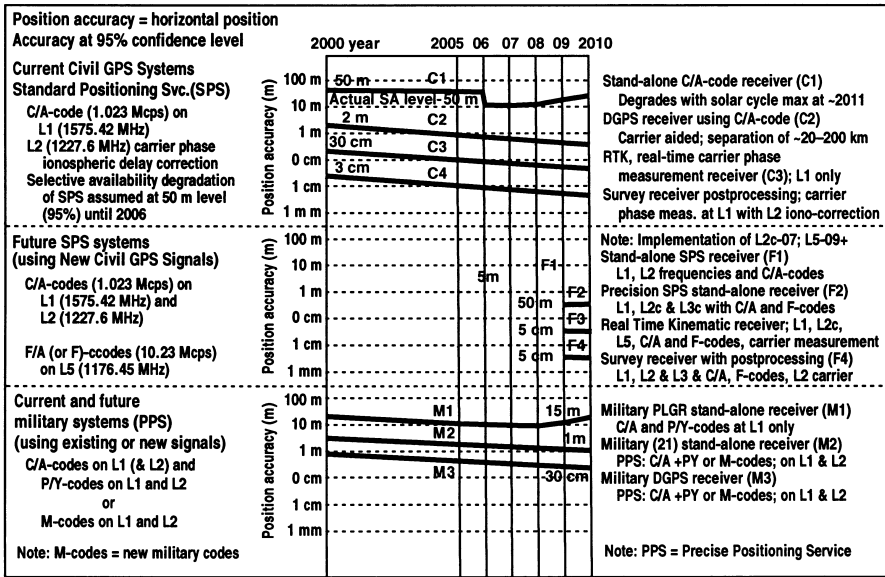 Position accuracy = horizontal position
Accuracy at 95% confidence level
2000 year 2005 06 07 08 09 2010
Current Civil GPS Systems
Standard Positioning Svc.(SPS)
C/A-code (1.023 Mcps) on
L1 (1575.42 MHz)
L2 (1227.6 MHz) carrier phase
ionospheric delay correction
Selective availability degradation
of SPS assumed at 50 m level
(95%) until 2006
Position accuracy (m)
100 m
10 m
1 m
0 cm
1 cm
1 m m
50 m C1
Actual SA level-50 m
2 m C2
30 cm C3
3 cm C4
Stand-alone C/A-code receiver (C1)
Degrades with solar cycle max at ~2011
DGPS receiver using C/A-code (C2)
Carrier aided; separation of ~20–200 km
RTK, real-time carrier phase
measurement receiver (C3); L1 only
Survey receiver postprocessing; carrier
phase meas. at L1 with L2 iono-correction
Future SPS systems
(using New Civil GPS Signals)
C/A-codes (1.023 Mcps) on
L1 (1575.42 MHz) and
L2 (1227.6 MHz)
F/A (or F)-ccodes (10.23 Mcps)
on L5 (1176.45 MHz)
Position accuracy (m)
100 m
10 m
1 m
0 cm
1 cm
1 mm
F1
5m
F2
50 m
F3
5 cm
F4
5 cm
Note: Implementation of L2c-07; L5-09+
Stand-alone SPS receiver (F1)
L1, L2 frequencies and C/A-codes
Precision SPS stand-alone receiver (F2)
L1, L2c & L3c with C/A and F-codes
Real Time Kinematic receiver; L1, L2c,
L5, C/A and F-codes, carrier measurement
Survey receiver with postprocessing (F4)
L1, L2 & L3 & C/A, F-codes, L2 carrier
Current and future
military systems (PPS)
(using existing or new signals)
C/A-codes on L1 (& L2) and
P/Y-codes on L1 and L2
or
M-codes on L1 and L2
Note: M-codes = new military codes
Position accuracy (m)
100 m
10 m
1 m
0 cm
1 cm
1 mm
M1 15 m
M2 1m
M3 30 cm
Military PLGR stand-alone receiver (M1)
C/A and P/Y-codes at L1 only
Military (21) stand-alone receiver (M2)
PPS: C/A +PY or M-codes; on L1 & L2
Military DGPS receiver (M3)
PPS: C/A +PY or M-codes; on L1 & L2
Note: PPS = Precise Positioning Service